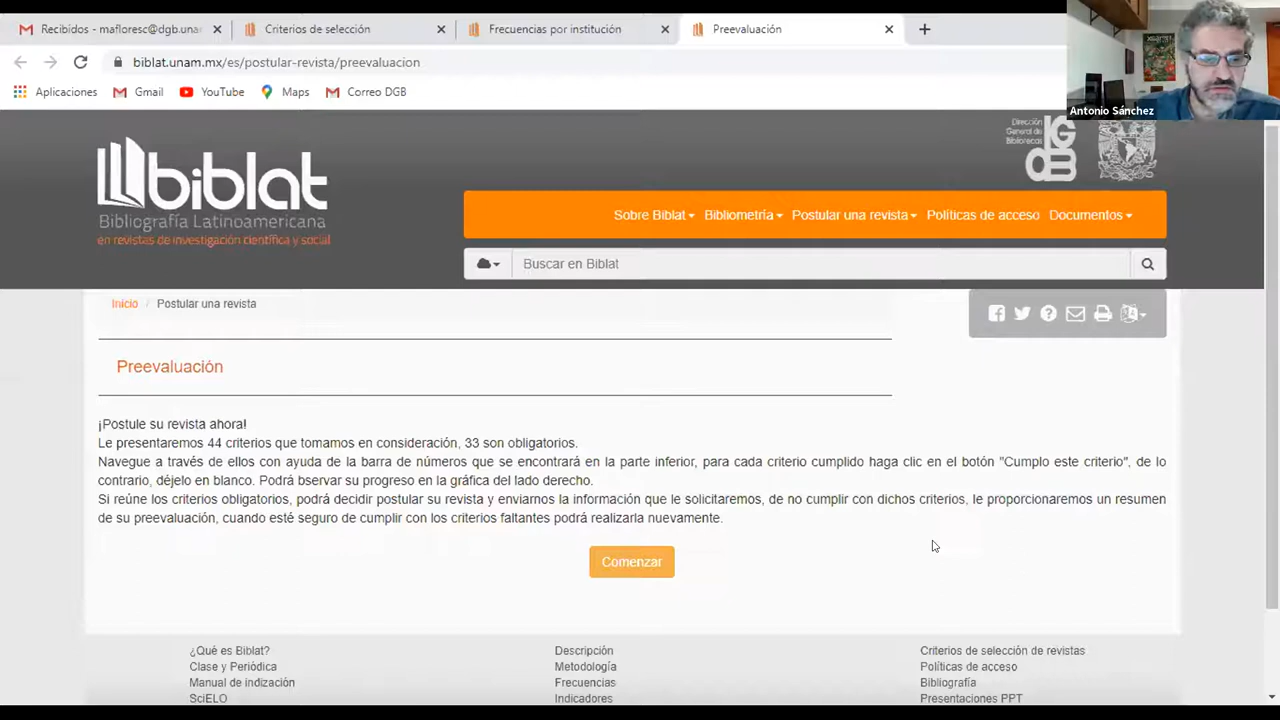 Recibidos - mafloresc@dgb.una
Criterios de selección
Frecuencias por institución
Preevaluación
biblat.unam.mx/es/postular-revista/preevaluacion
Aplicaciones
Gmail
YouTube
Maps
Correo DGB
Antonio Sánchez
Dirección
General de
Bibliotecas
DGB
biblat
Bibliografía Latinoamericana
en revistas de investigación científica y social
Sobre Biblat
Bibliometría
Postular una revista
Políticas de acceso
Documentos
Buscar en Biblat
Inicio / Postular una revista
Preevaluación
¡Postule su revista ahora!
Le presentaremos 44 criterios que tomamos en consideración, 33 son obligatorios.
Navegue a través de ellos con ayuda de la barra de números que se encontrará en la parte inferior, para cada criterio cumplido haga clic en el botón "Cumplo este criterio", de lo
contrario, déjelo en blanco. Podrá bservar su progreso en la gráfica del lado derecho.
Si reúne los criterios obligatorios, podrá decidir postular su revista y enviarnos la información que le solicitaremos, de no cumplir con dichos criterios, le proporcionaremos un resumen
de su preevaluación, cuando esté seguro de cumplir con los criterios faltantes podrá realizarla nuevamente.
Comenzar
¿Qué es Biblat?
Clase y Periódica
Manual de indización
SciELO
Descripción
Metodología
Frecuencias
Indicadores
Criterios de selección de revistas
Políticas de acceso
Bibliografía
Presentaciones PPT